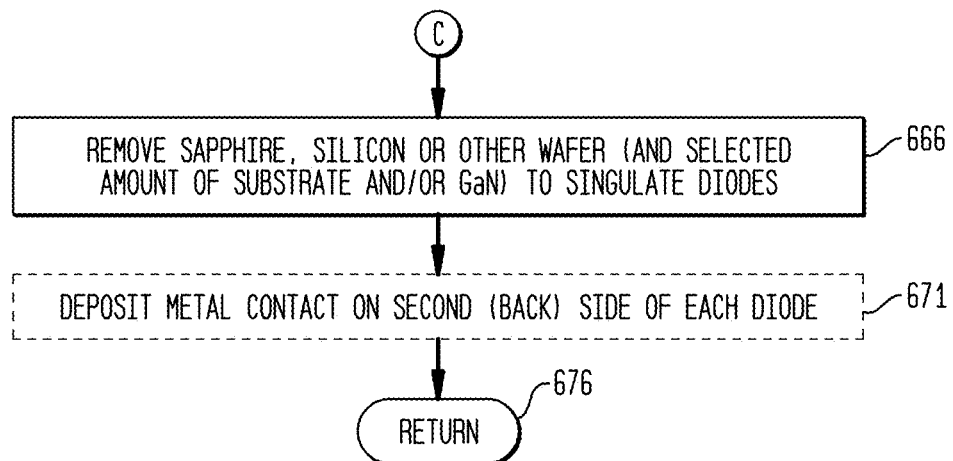 C
REMOVE SAPPHIRE, SILICON OR OTHER WAFER (AND SELECTED
AMOUNT OF SUBSTRATE AND/OR GaN) TO SINGULATE DIODES
666
DEPOSIT METAL CONTACT ON SECOND (BACK) SIDE OF EACH DIODE
671
676
RETURN